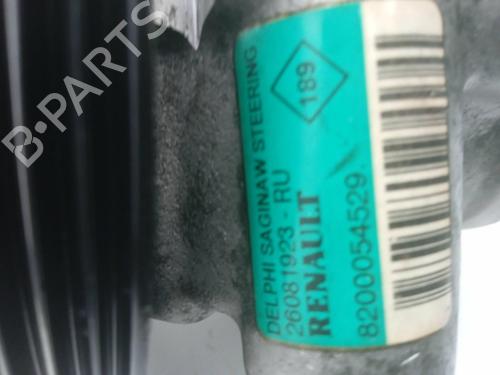 189
DELPHI SAGINAW STEERING
26081923 - RU
RENAULT
8200054529
B-PARTS